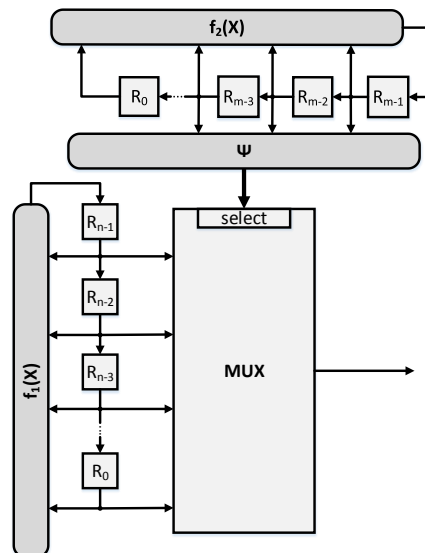 f₂(X)
R₀
Rₘ₋₃
Rₘ₋₂
Rₘ₋₁
Ψ
select
Rₙ₋₁
Rₙ₋₂
Rₙ₋₃
R₀
f₁(X)
MUX